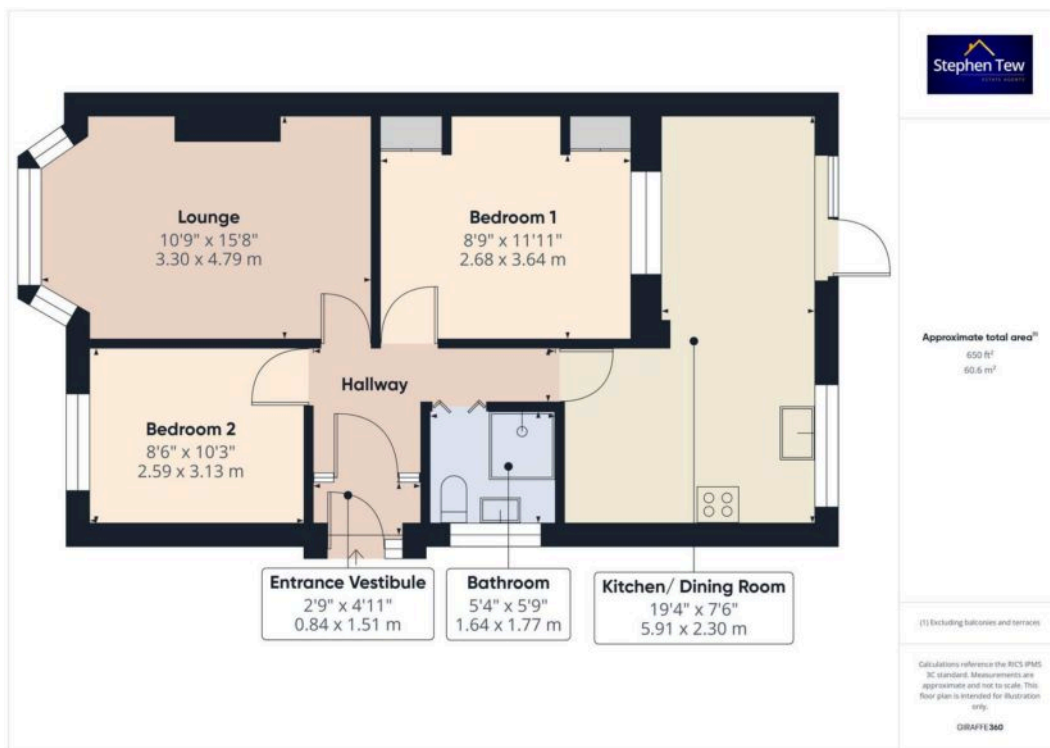 Stephen Tew
ESTATE AGENTS
Lounge
10'9" x 15'8"
3.30 x 4.79 m
Bedroom 1
8'9" x 11'11"
2.68 x 3.64 m
Hallway
Bedroom 2
8'6" x 10'3"
2.59 x 3.13 m
Entrance Vestibule
2'9" x 4'11"
0.84 x 1.51 m
Bathroom
5'4" x 5'9"
1.64 x 1.77 m
Kitchen/ Dining Room
19'4" x 7'6"
5.91 x 2.30 m
Approximate total area⁽¹⁾
650 ft²
60.6 m²
(1) Excluding balconies and terraces
Calculations reference the RICS IPMS
3C standard. Measurements are
approximate and not to scale. This
floor plan is intended for illustration
only.
GIRAFFE360